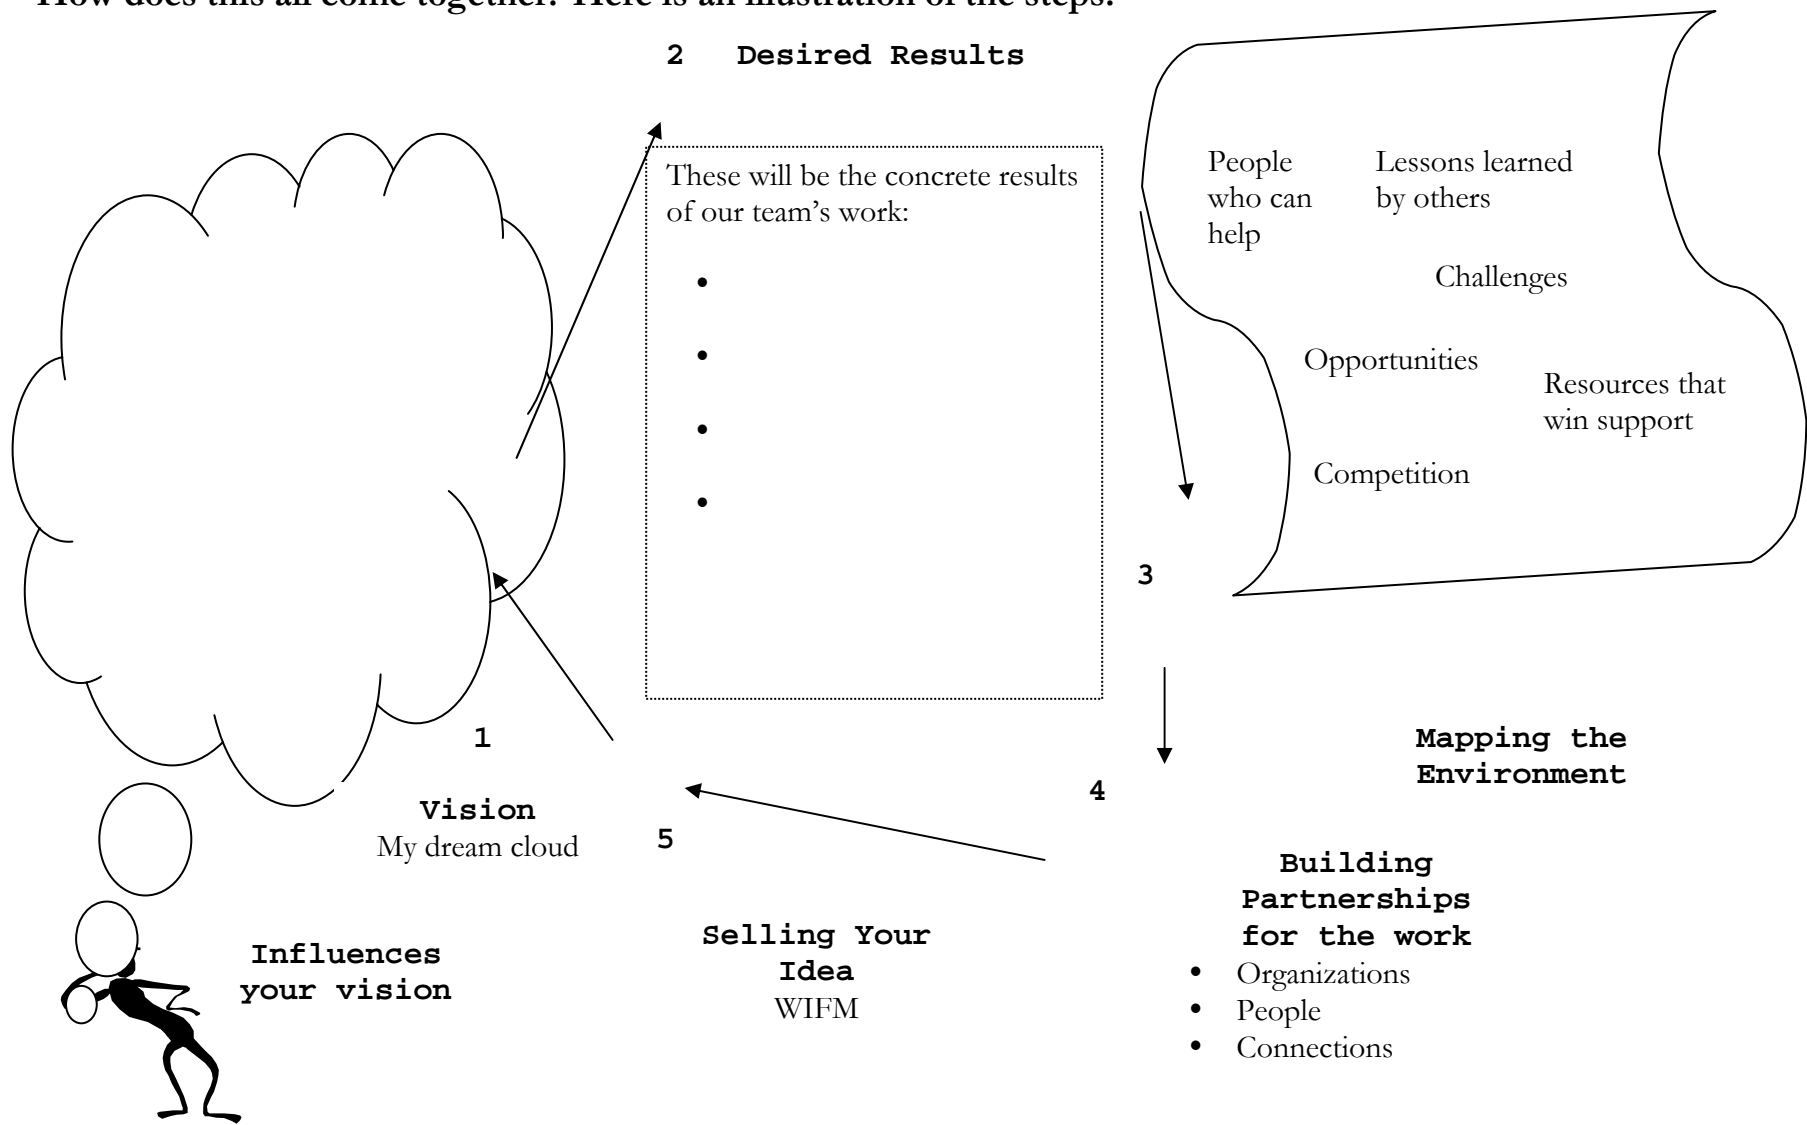 How does this all come together? Here is an illustration of the steps.
2 Desired Results
These will be the concrete results
of our team’s work:
•
•
•
•
People
who can
help
Lessons learned
by others
Challenges
Opportunities
Resources that
win support
Competition
3
Mapping the
Environment
1
Vision
My dream cloud
4
5
Building
Partnerships
for the work
• Organizations
• People
• Connections
Selling Your
Idea
WIFM
Influences
your vision